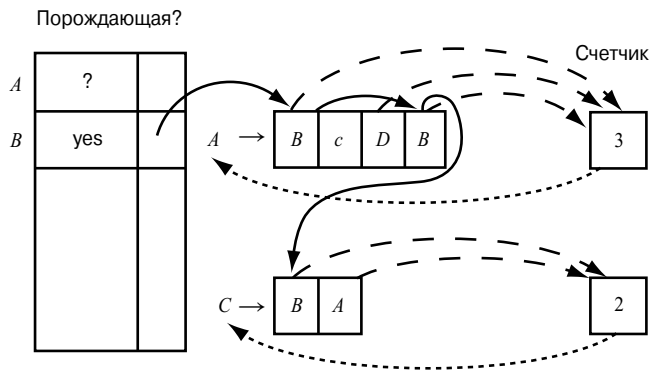 Порождающая?
Счетчик
A ?
B yes
A → B c D B 3
C → B A 2